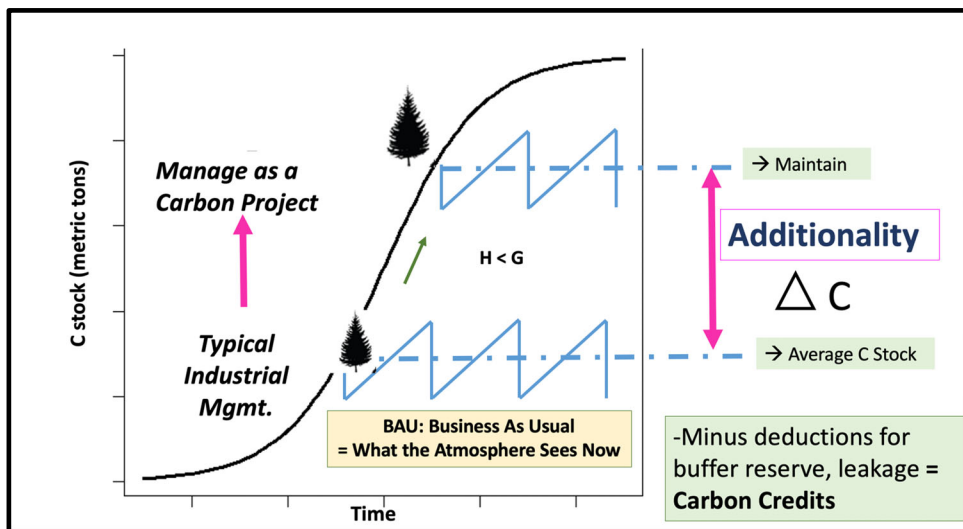 C stock (metric tons)
Manage as a
Carbon Project
Typical
Industrial
Mgmt.
H < G
BAU: Business As Usual
= What the Atmosphere Sees Now
Time
→ Maintain
Additionality
△ C
→ Average C Stock
-Minus deductions for
buffer reserve, leakage =
Carbon Credits